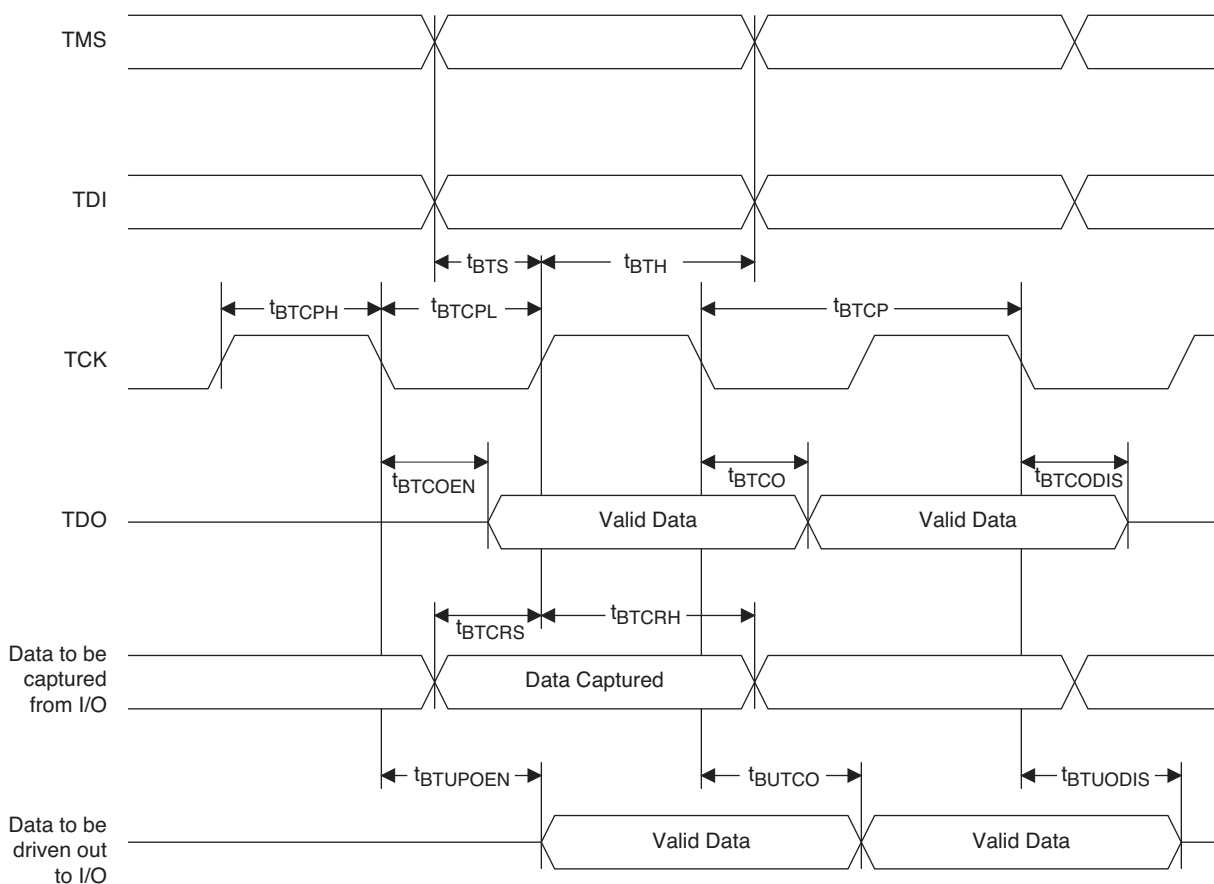 TMS
TDI
tBTS
tBTH
tBTCPH
tBTCPL
tBTCP
TCK
tBTCOEN
tBTCO
tBTCODIS
TDO
Valid Data
Valid Data
tBTCRS
tBTCRH
Data to be
captured
from I/O
Data Captured
tBTUPOEN
tBUTCO
tBTUODIS
Data to be
driven out
to I/O
Valid Data
Valid Data